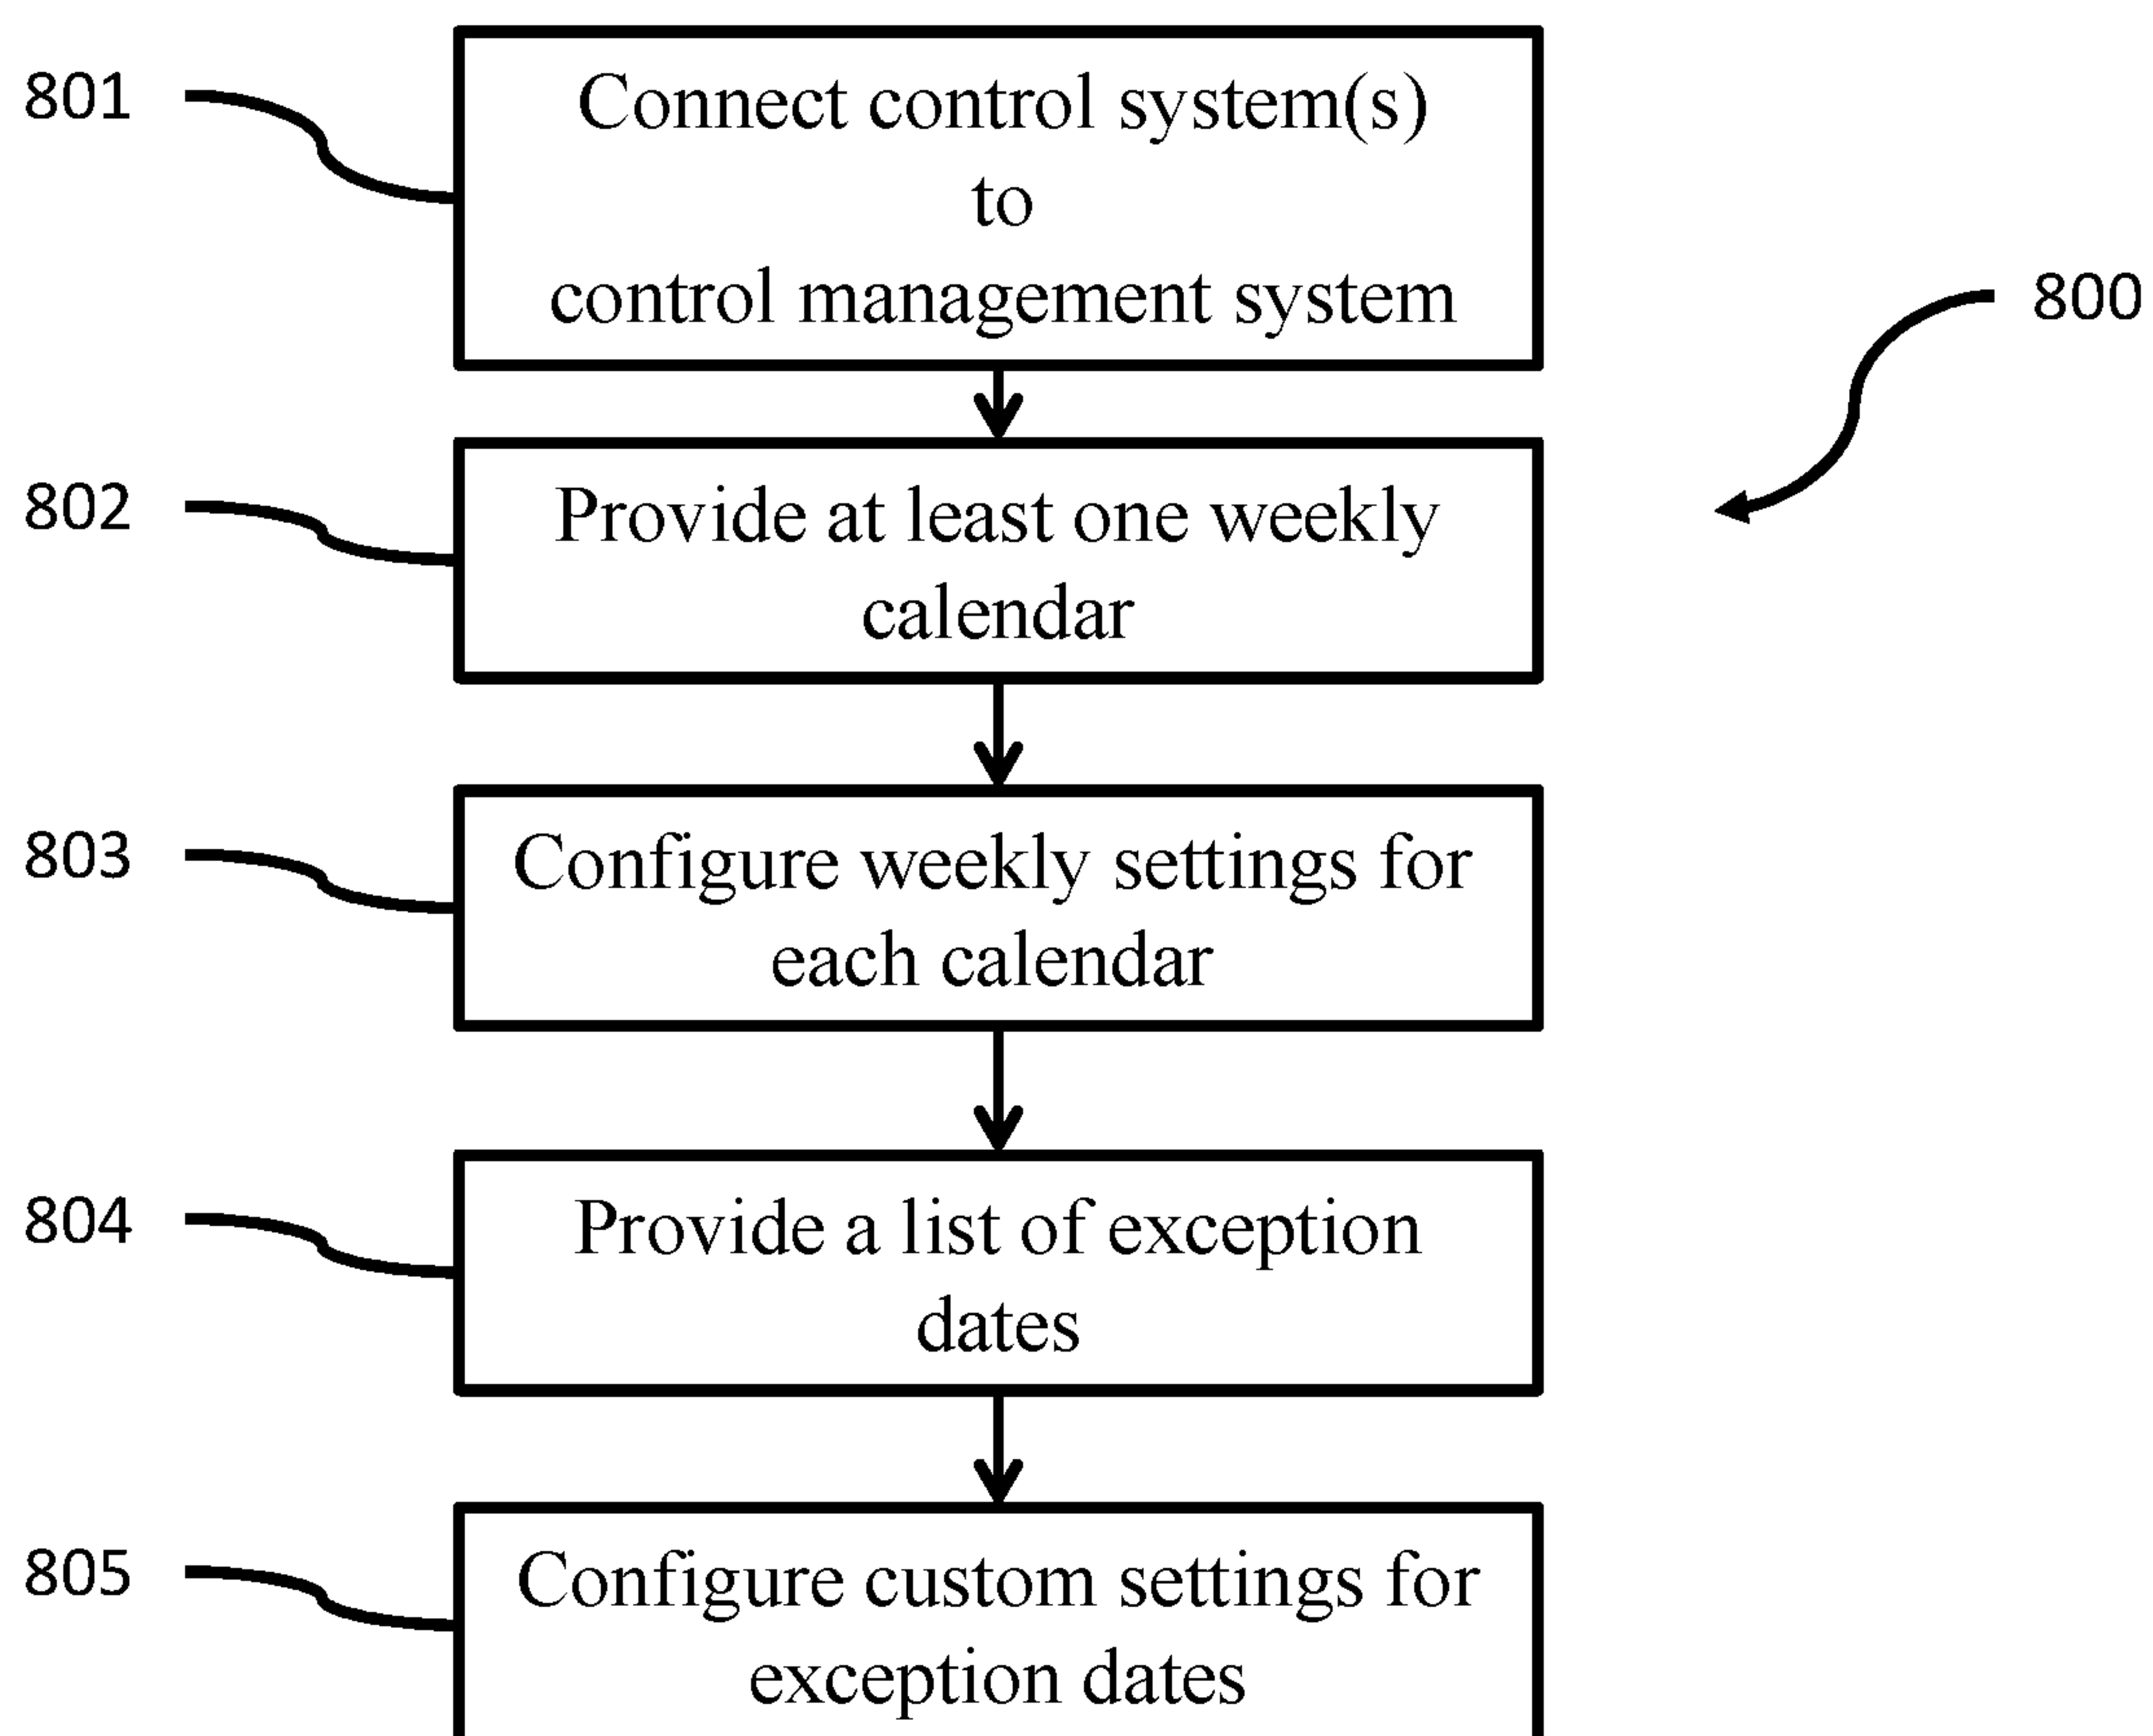 801
Connect control system(s)
to
control management system
800
802
Provide at least one weekly
calendar
803
Configure weekly settings for
each calendar
804
Provide a list of exception
dates
805
Configure custom settings for
exception dates